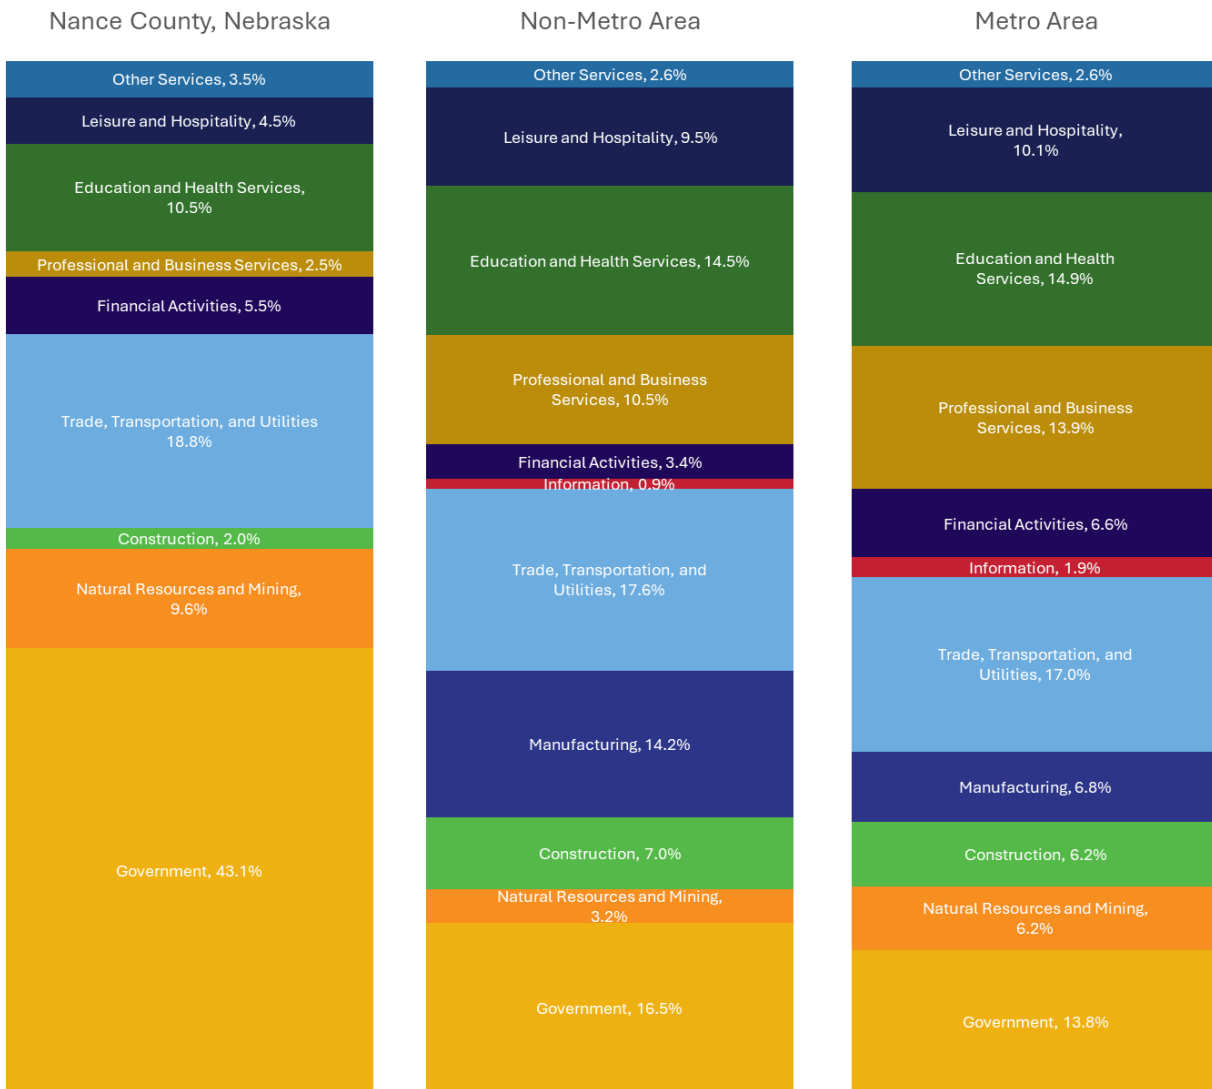 Nance County, Nebraska
Other Services, 3.5%
Leisure and Hospitality, 4.5%
Education and Health Services,
10.5%
Professional and Business Services, 2.5%
Financial Activities, 5.5%
Trade, Transportation, and Utilities
18.8%
Construction, 2.0%
Natural Resources and Mining,
9.6%
Government, 43.1%
Non-Metro Area
Other Services, 2.6%
Leisure and Hospitality, 9.5%
Education and Health Services, 14.5%
Professional and Business
Services, 10.5%
Financial Activities, 3.4%
Information, 0.9%
Trade, Transportation, and
Utilities, 17.6%
Manufacturing, 14.2%
Construction, 7.0%
Natural Resources and Mining,
3.2%
Government, 16.5%
Metro Area
Other Services, 2.6%
Leisure and Hospitality,
10.1%
Education and Health
Services, 14.9%
Professional and Business
Services, 13.9%
Financial Activities, 6.6%
Information, 1.9%
Trade, Transportation, and
Utilities, 17.0%
Manufacturing, 6.8%
Construction, 6.2%
Natural Resources and Mining,
6.2%
Government, 13.8%